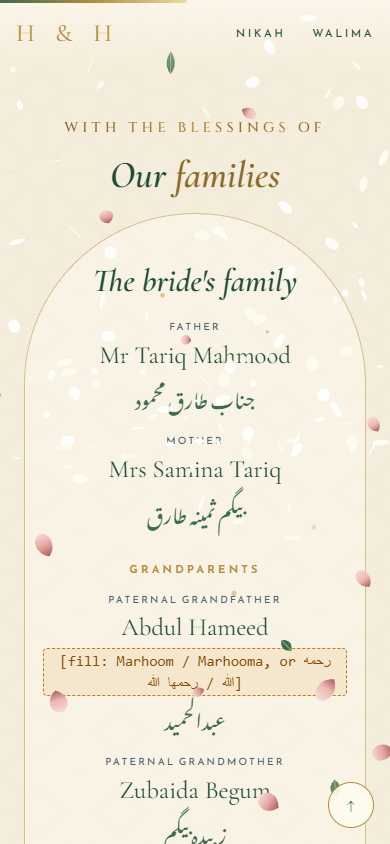 H & H
NIKAH WALIMA
WITH THE BLESSINGS OF
Our families
The bride's family
FATHER
Mr Tariq Mahmood
جناب طارق محمود
MOTHER
Mrs Samina Tariq
بیگم ثمینہ طارق
GRANDPARENTS
PATERNAL GRANDFATHER
Abdul Hameed
[fill: Marhoom / Marhooma, or رحمہ
اللہ / رحمہا اللہ]
عبدالحمید
PATERNAL GRANDMOTHER
Zubaida Begum
زبیدہ بیگم
↑